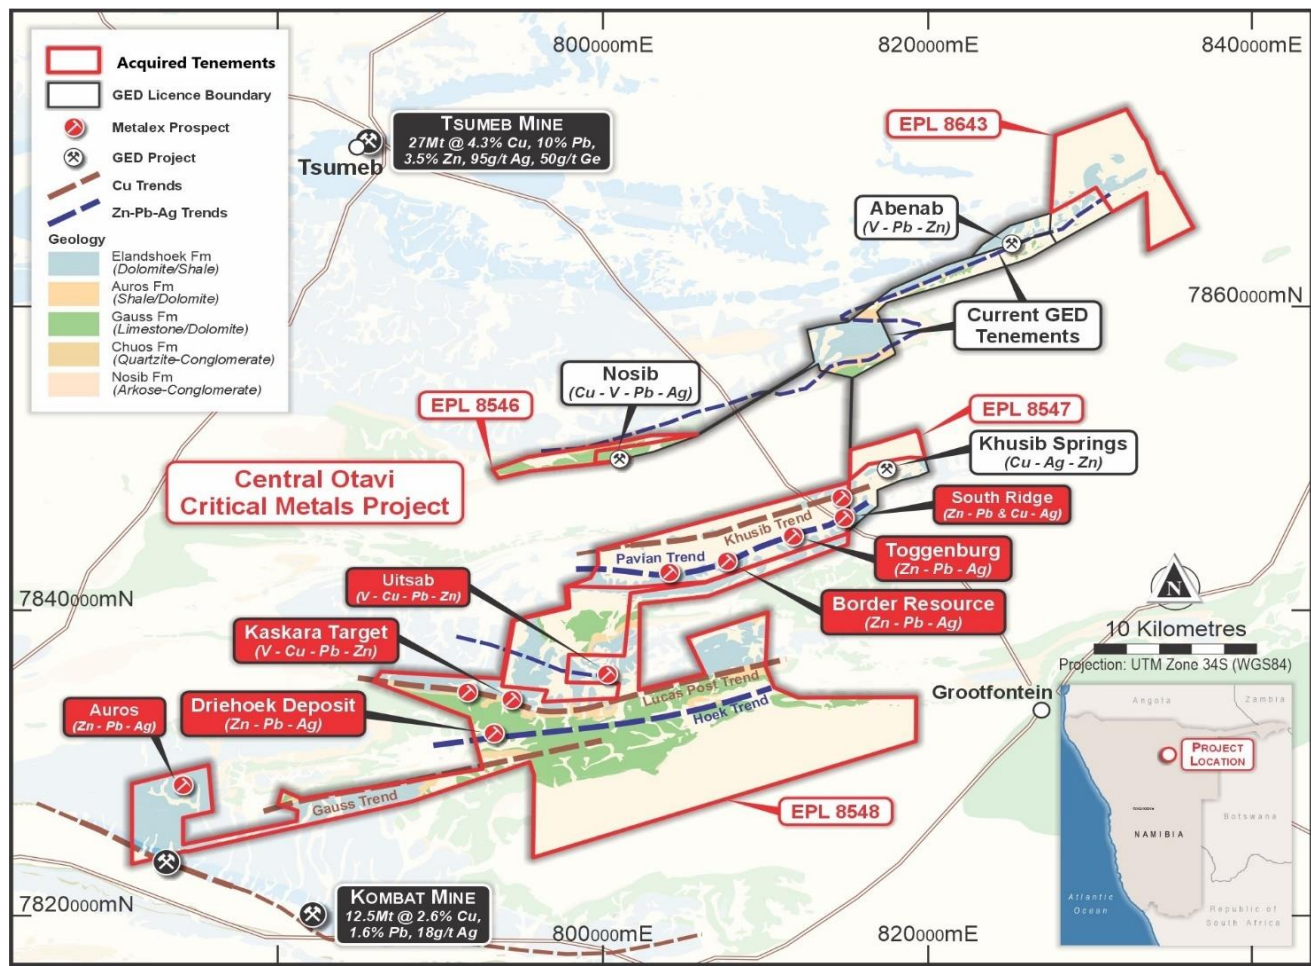 800000mE
820000mE
840000mE
Acquired Tenements
GED Licence Boundary
Metalex Prospect
GED Project
Cu Trends
Zn-Pb-Ag Trends
Geology
Elandshoek Fm
(Dolomite/Shale)
Auros Fm
(Shale/Dolomite)
Gauss Fm
(Limestone/Dolomite)
Chuos Fm
(Quartzite-Conglomerate)
Nosib Fm
(Arkose-Conglomerate)
Tsumeb
TSUMEB MINE
27Mt @ 4.3% Cu, 10% Pb,
3.5% Zn, 95g/t Ag, 50g/t Ge
EPL 8643
Abenab
(V - Pb - Zn)
7860000mN
Current GED
Tenements
Nosib
(Cu - V - Pb - Ag)
EPL 8546
EPL 8547
Khusib Springs
(Cu - Ag - Zn)
Central Otavi
Critical Metals Project
South Ridge
(Zn - Pb & Cu - Ag)
Khusib Trend
Pavian Trend
Toggenburg
(Zn - Pb - Ag)
Uitsab
(V - Cu - Pb - Zn)
Border Resource
(Zn - Pb - Ag)
7840000mN
Kaskara Target
(V - Cu - Pb - Zn)
N
10 Kilometres
Projection: UTM Zone 34S (WGS84)
Lucas Post Trend
Hoek Trend
Driehoek Deposit
(Zn - Pb - Ag)
Auros
(Zn - Pb - Ag)
Grootfontein
Gauss Trend
EPL 8548
Angola
Zambia
PROJECT
LOCATION
NAMIBIA
Botswana
Atlantic
Ocean
Republic of
South Africa
KOMBAT MINE
12.5Mt @ 2.6% Cu,
1.6% Pb, 18g/t Ag
7820000mN
800000mE
820000mE